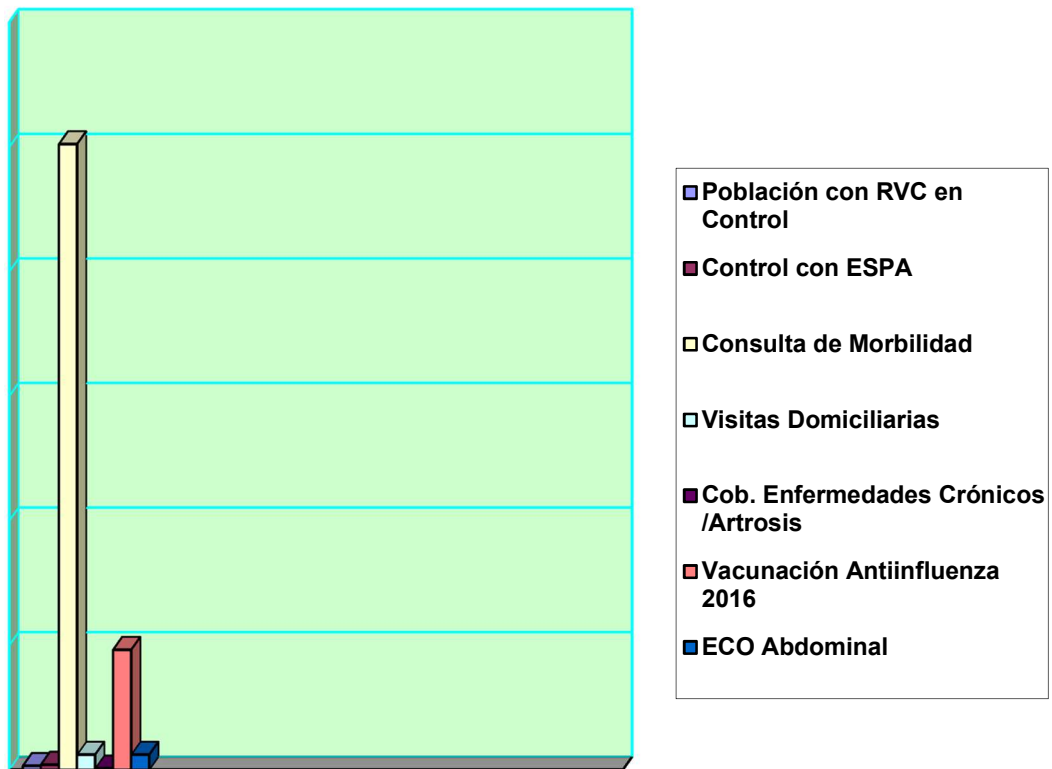 Población con RVC en
Control
Control con ESPA
Consulta de Morbilidad
Visitas Domiciliarias
Cob. Enfermedades Crónicos
/Artrosis
Vacunación Antiinfluenza
2016
ECO Abdominal